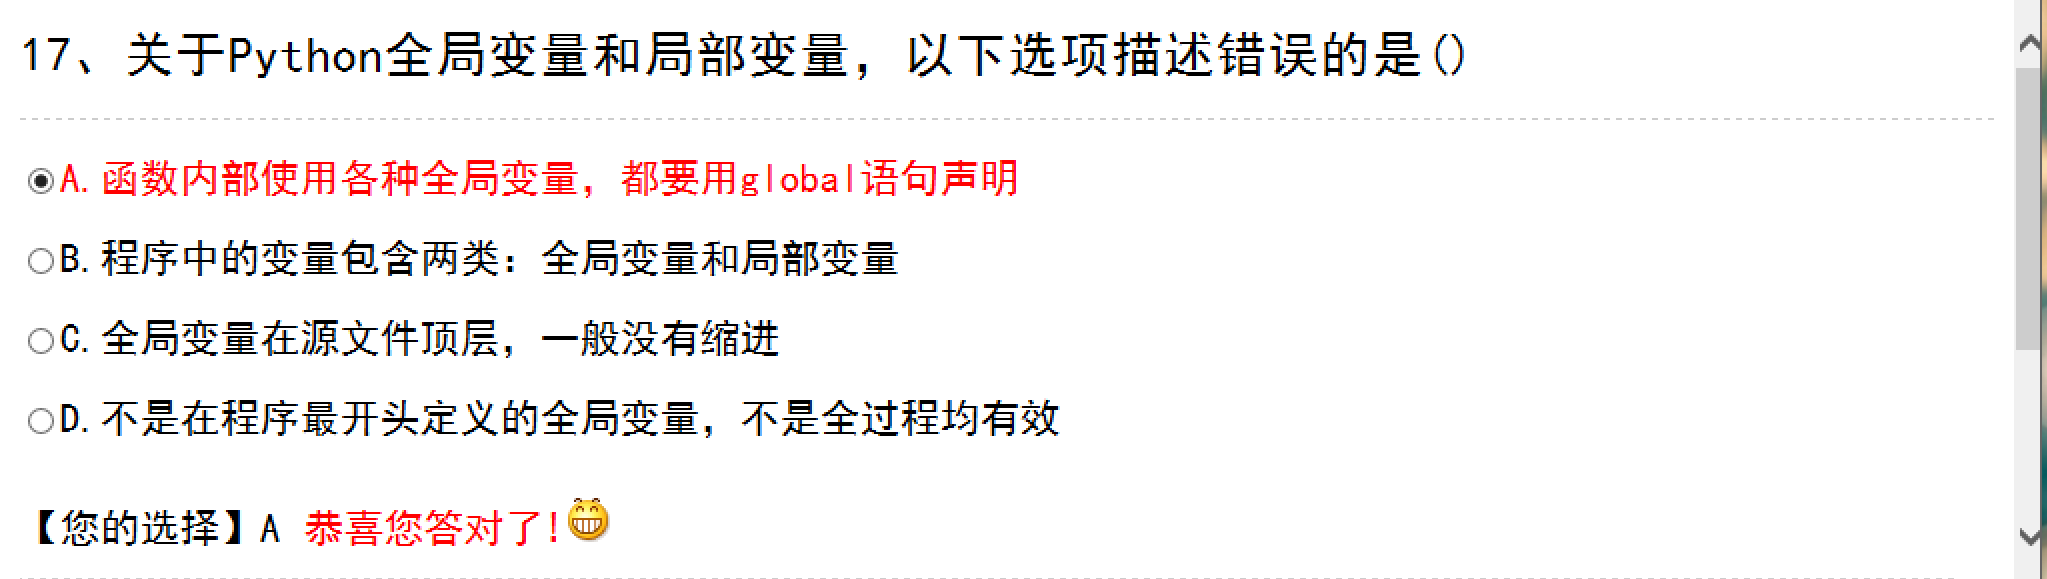 17、关于Python全局变量和局部变量，以下选项描述错误的是()
A.函数内部使用各种全局变量，都要用global语句声明
B.程序中的变量包含两类：全局变量和局部变量
C.全局变量在源文件顶层，一般没有缩进
D.不是在程序最开头定义的全局变量，不是全过程均有效
【您的选择】A 恭喜您答对了!